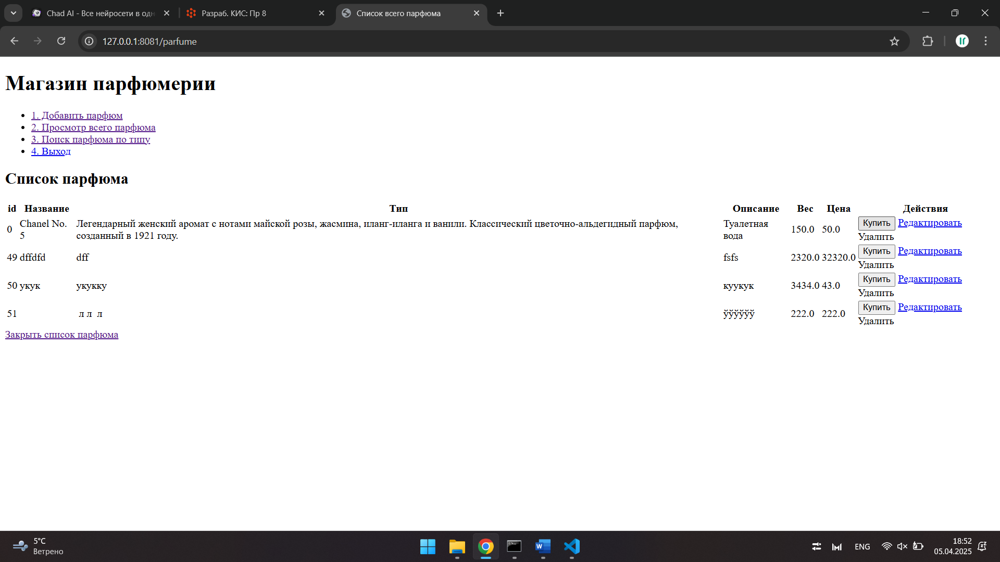 Chad AI - Все нейросети в одн
Разраб. КИС: Пр 8
Список всего парфюма
127.0.0.1:8081/parfume
Магазин парфюмерии
1. Добавить парфюм
2. Просмотр всего парфюма
3. Поиск парфюма по типу
4. Выход
Список парфюма
id Название Тип Описание Вес Цена Действия
0 Chanel No. 5 Легендарный женский аромат с нотами майской розы, жасмина, иланг-иланга и ванили. Классический цветочно-альдегидный парфюм, созданный в 1921 году. Туалетная вода 150.0 50.0 Купить Редактировать Удалить
49 dffdfd dff fsfs 2320.0 32320.0 Купить Редактировать Удалить
50 укук укукку куукук 3434.0 43.0 Купить Редактировать Удалить
51 л л л ўўўўўў 222.0 222.0 Купить Редактировать Удалить
Закрыть список парфюма
5°C
Ветрено
ENG
18:52
05.04.2025